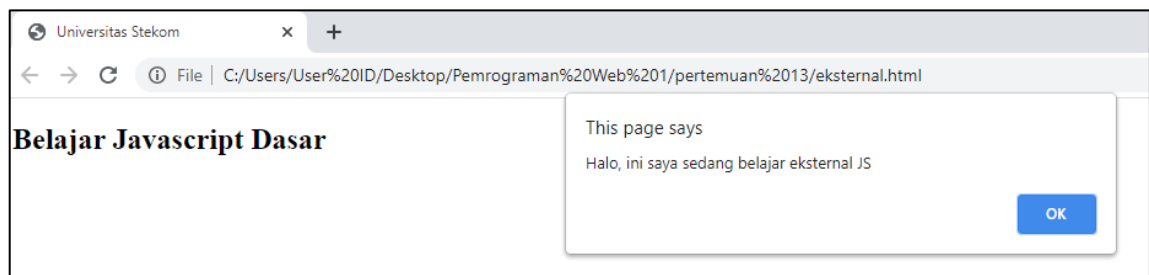 Universitas Stekom
File | C:/Users/User%20ID/Desktop/Pemrograman%20Web%201/pertemuan%2013/eksternal.html
Belajar Javascript Dasar
This page says
Halo, ini saya sedang belajar eksternal JS
OK